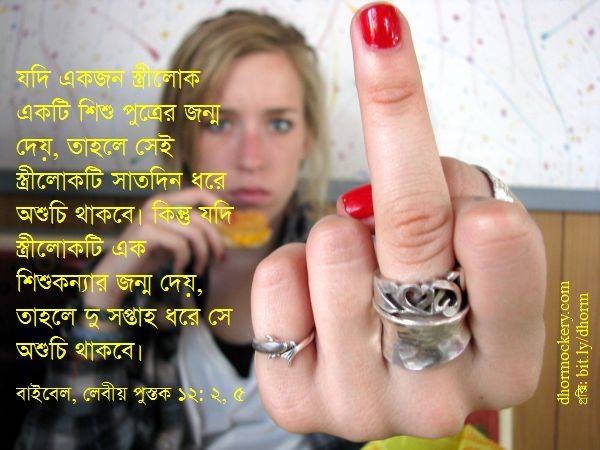 যদি একজন স্ত্রীলোক
একটি শিশু পুত্রের জন্ম
দেয়, তাহলে সেই
স্ত্রীলোকটি সাতদিন ধরে
অশুচি থাকবে। কিন্তু যদি
স্ত্রীলোকটি এক
শিশুকন্যার জন্ম দেয়,
তাহলে দু সপ্তাহ ধরে সে
অশুচি থাকবে।
বাইবেল, লেবীয় পুস্তক ১২: ২, ৫
dhormockery.com
প্রক্সি: bit.ly/dhorm